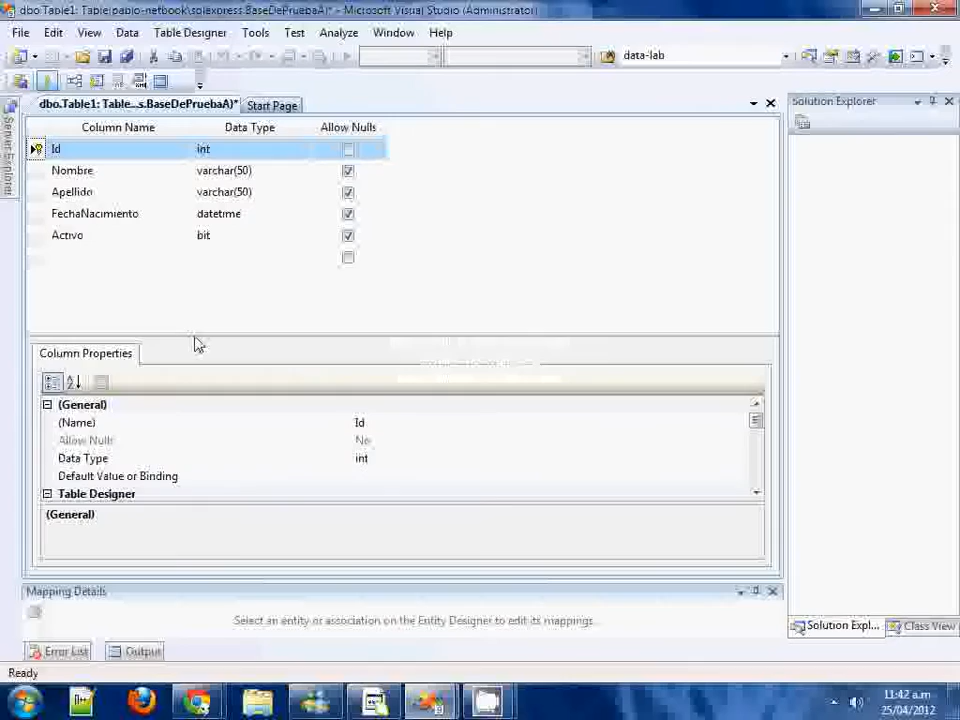 dbo.Table1: Table(pablo-netbook\sqlexpress.BaseDePruebaA)* - Microsoft Visual Studio (Administrator)
File Edit View Data Table Designer Tools Test Analyze Window Help
data-lab
dbo.Table1: Table...s.BaseDePruebaA)* Start Page
Solution Explorer
Server Explorer
Column Name Data Type Allow Nulls
Id int
Nombre varchar(50)
Apellido varchar(50)
FechaNacimiento datetime
Activo bit
Column Properties
(General)
(Name) Id
Allow Nulls No
Data Type int
Default Value or Binding
Table Designer
(General)
Mapping Details
Select an entity or association on the Entity Designer to edit its mappings.
Solution Expl... Class View
Error List Output
Ready
11:42 a.m.
25/04/2012